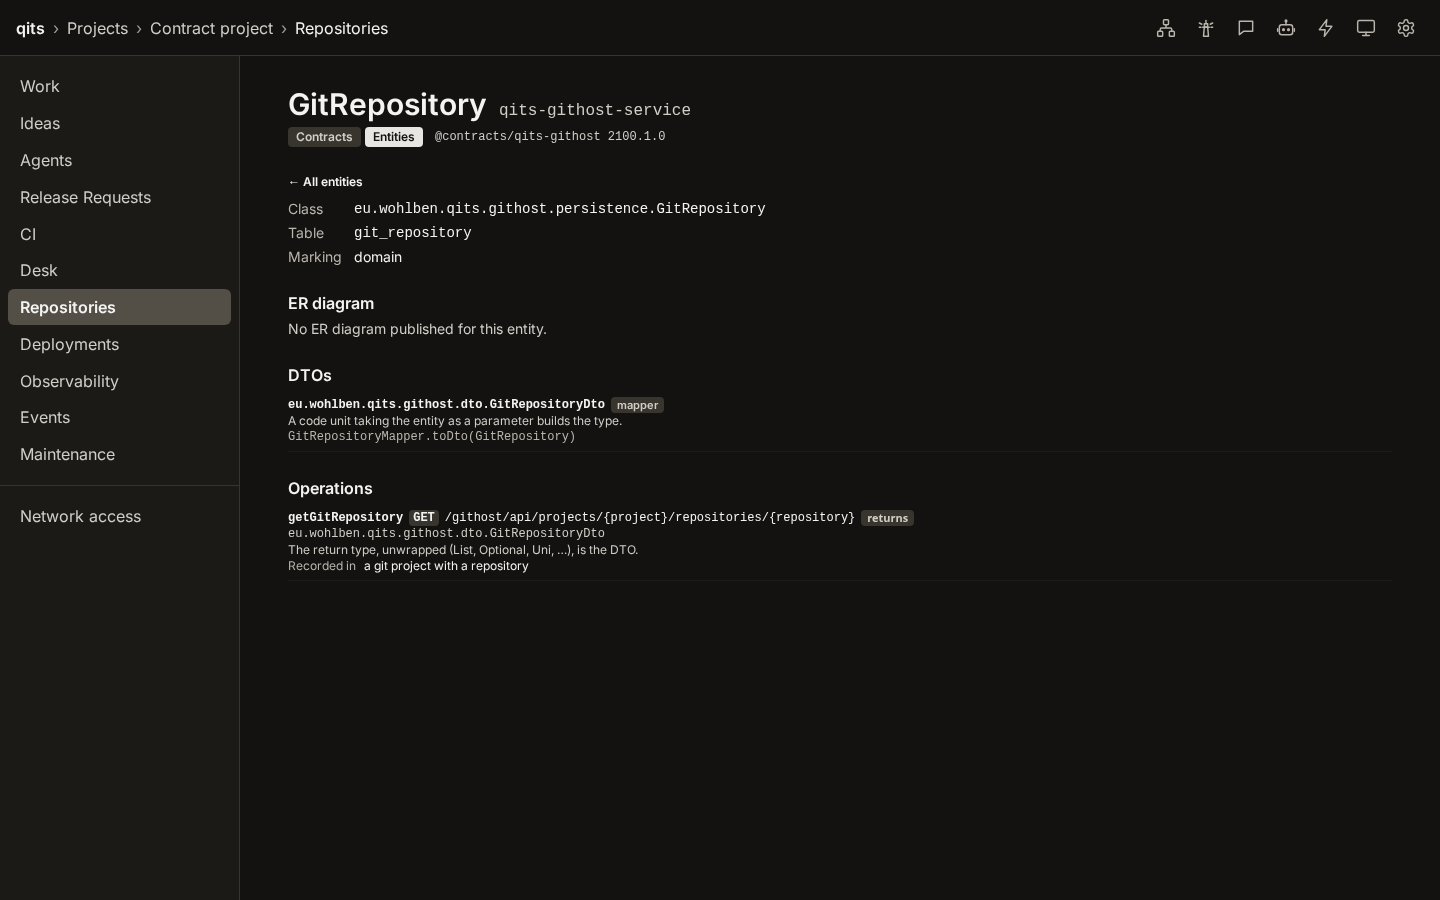 qits › Projects › Contract project › Repositories
Work
Ideas
Agents
Release Requests
CI
Desk
Repositories
Deployments
Observability
Events
Maintenance
Network access
GitRepository qits-githost-service
Contracts Entities @contracts/qits-githost 2100.1.0
← All entities
Class eu.wohlben.qits.githost.persistence.GitRepository
Table git_repository
Marking domain
ER diagram
No ER diagram published for this entity.
DTOs
eu.wohlben.qits.githost.dto.GitRepositoryDto mapper
A code unit taking the entity as a parameter builds the type.
GitRepositoryMapper.toDto(GitRepository)
Operations
getGitRepository GET /githost/api/projects/{project}/repositories/{repository} returns
eu.wohlben.qits.githost.dto.GitRepositoryDto
The return type, unwrapped (List, Optional, Uni, …), is the DTO.
Recorded in a git project with a repository